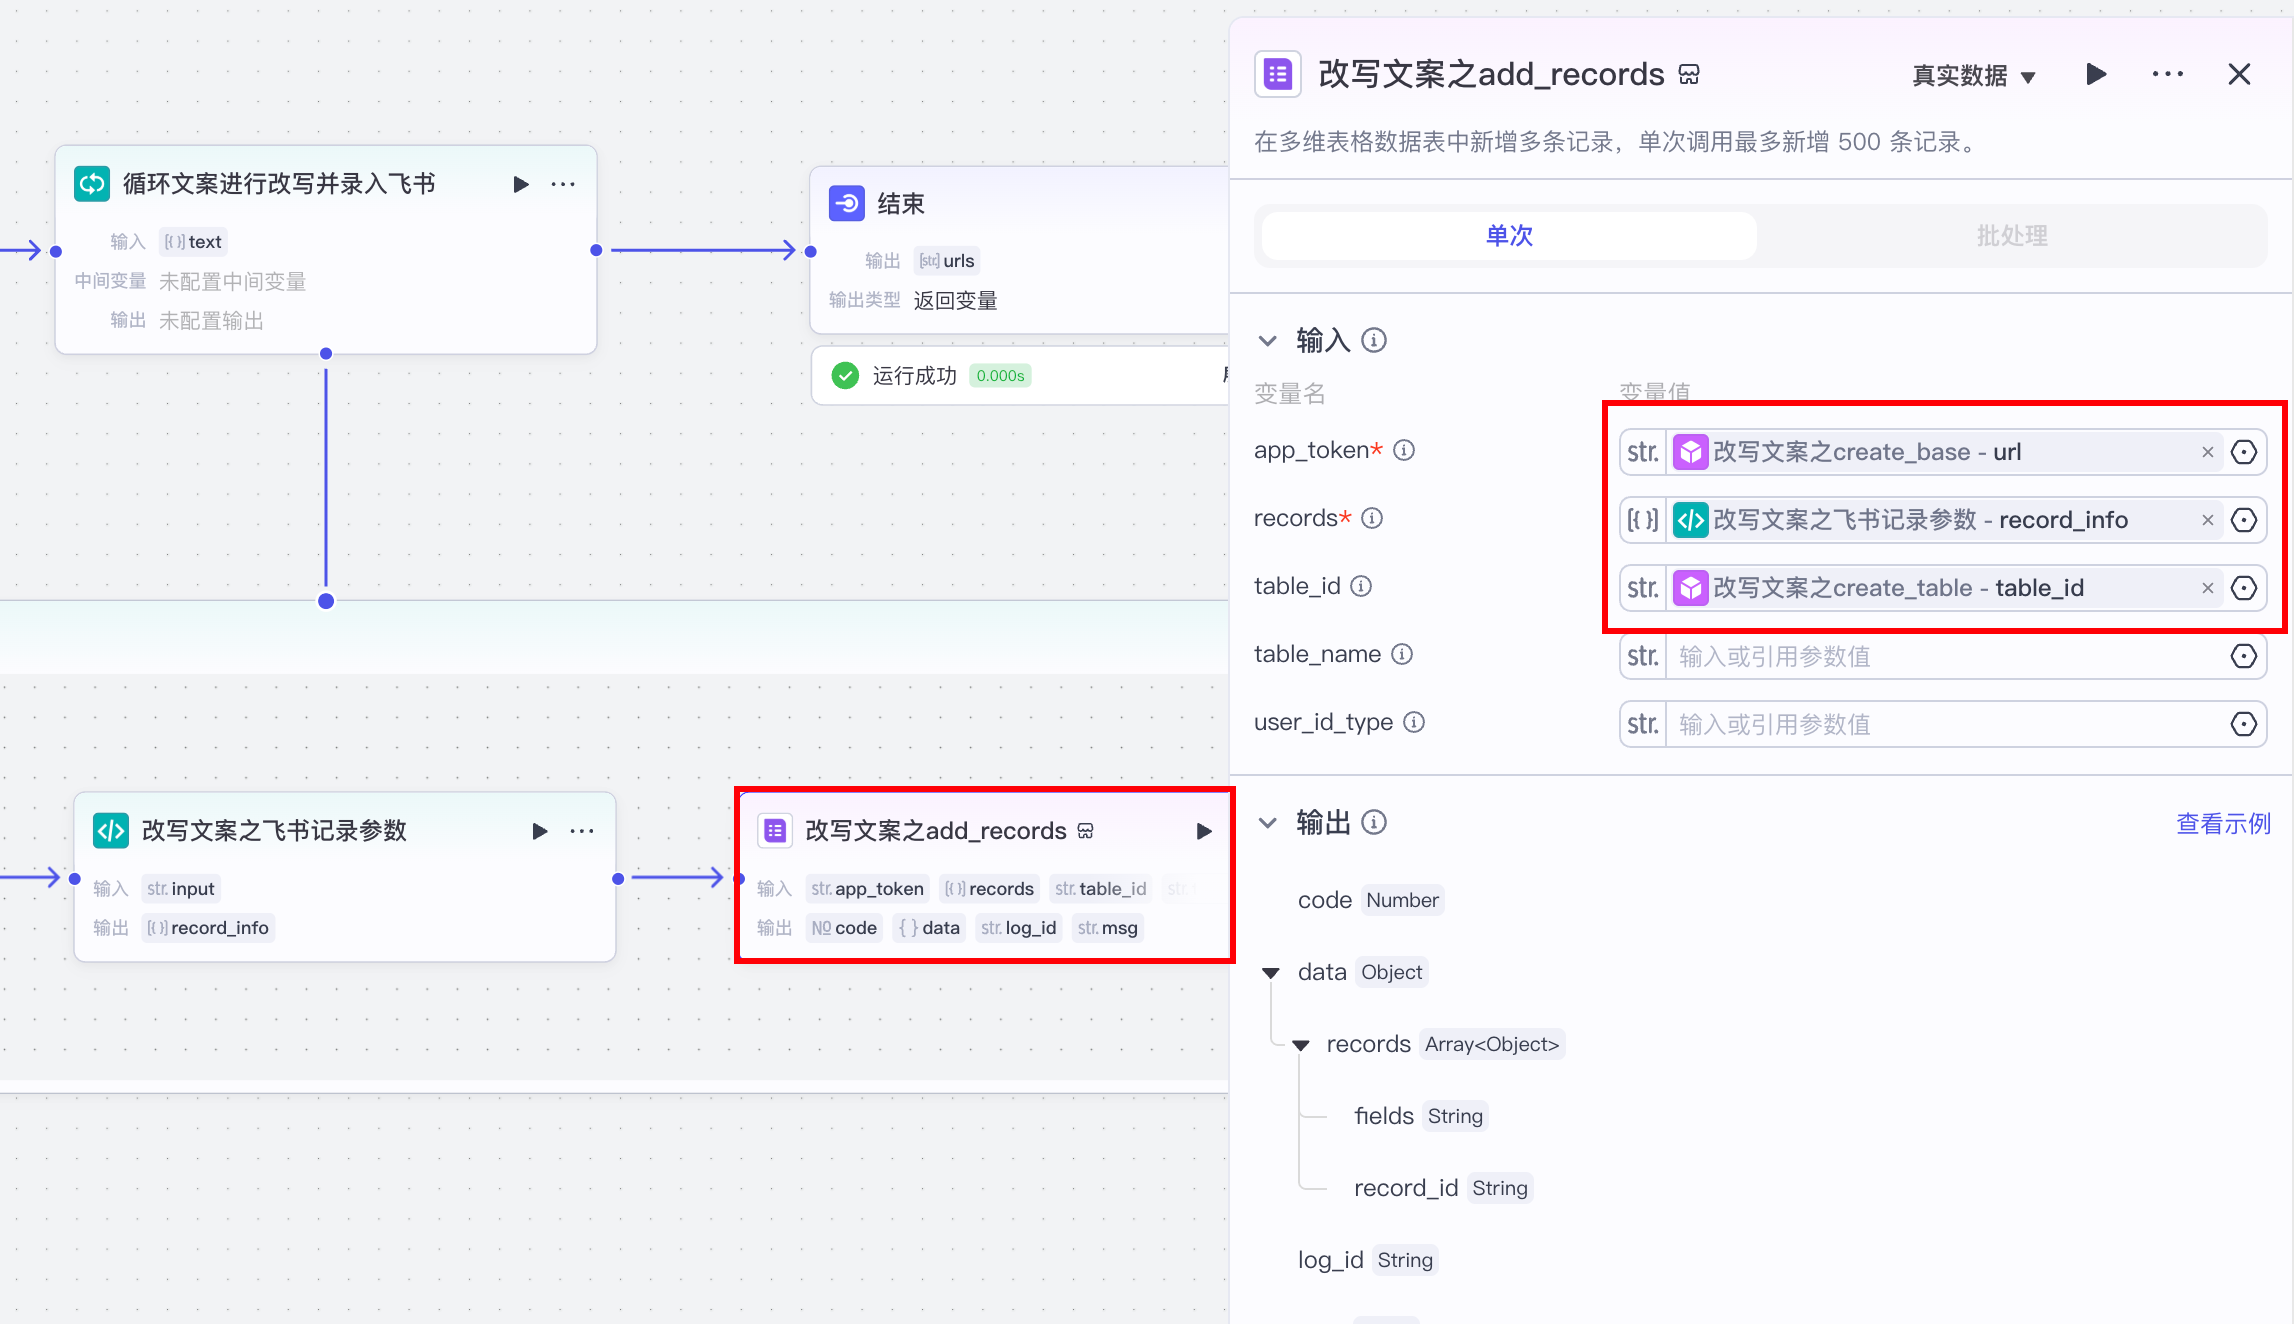 循环文案进行改写并录入飞书
输入 [{}] text
中间变量 未配置中间变量
输出 未配置输出
结束
输出 [str.] urls
输出类型 返回变量
运行成功 0.000s
改写文案之飞书记录参数
输入 str. input
输出 [{}] record_info
改写文案之add_records
输入 str. app_token [{}] records str. table_id str.
输出 № code { } data str. log_id str. msg
改写文案之add_records 真实数据
在多维表格数据表中新增多条记录，单次调用最多新增 500 条记录。
单次 批处理
输入
变量名 变量值
app_token* str. 改写文案之create_base - url
records* [{}] 改写文案之飞书记录参数 - record_info
table_id str. 改写文案之create_table - table_id
table_name str. 输入或引用参数值
user_id_type str. 输入或引用参数值
输出 查看示例
code Number
data Object
records Array<Object>
fields String
record_id String
log_id String